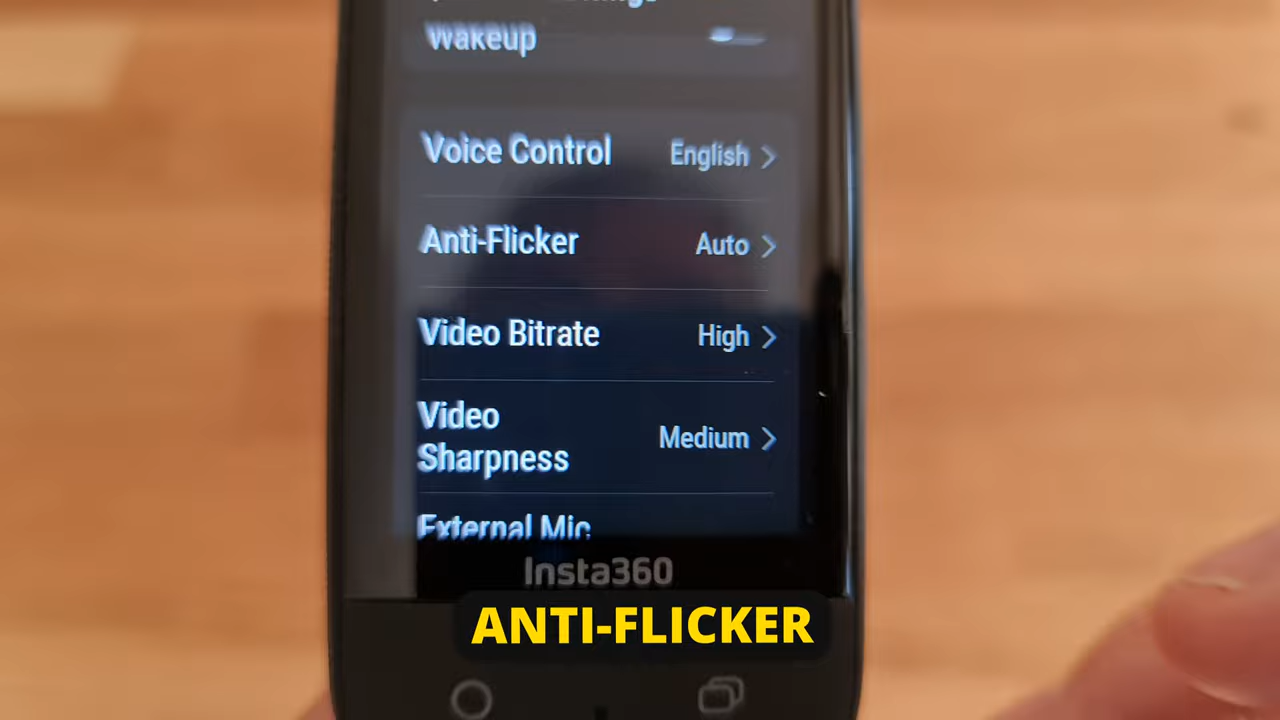 Wakeup
Voice Control English
Anti-Flicker Auto
Video Bitrate High
Video Medium
Sharpness
External Mic
Insta360
ANTI-FLICKER